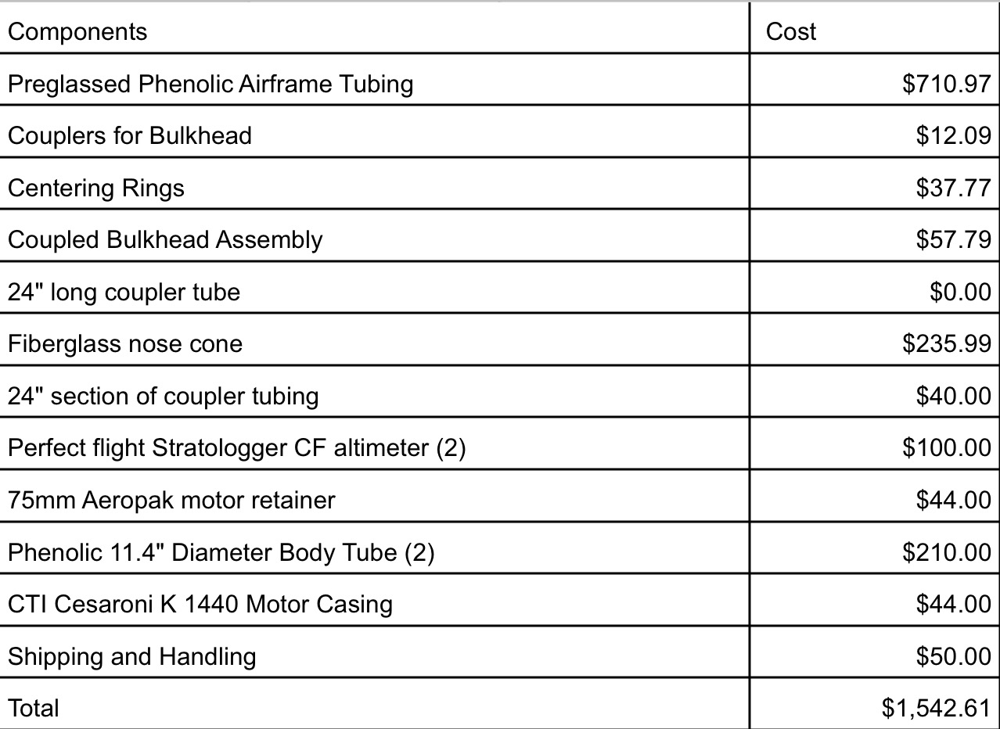 Components Cost
Preglassed Phenolic Airframe Tubing $710.97
Couplers for Bulkhead $12.09
Centering Rings $37.77
Coupled Bulkhead Assembly $57.79
24" long coupler tube $0.00
Fiberglass nose cone $235.99
24" section of coupler tubing $40.00
Perfect flight Stratologger CF altimeter (2) $100.00
75mm Aeropak motor retainer $44.00
Phenolic 11.4" Diameter Body Tube (2) $210.00
CTI Cesaroni K 1440 Motor Casing $44.00
Shipping and Handling $50.00
Total $1,542.61